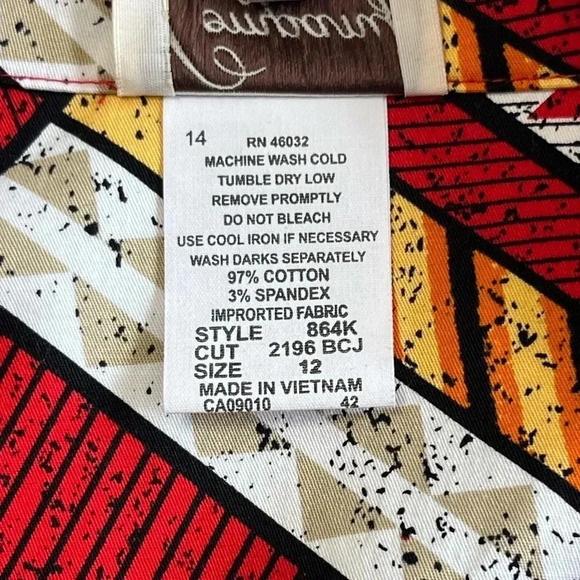 14 RN 46032
MACHINE WASH COLD
TUMBLE DRY LOW
REMOVE PROMPTLY
DO NOT BLEACH
USE COOL IRON IF NECESSARY
WASH DARKS SEPARATELY
97% COTTON
3% SPANDEX
IMPORTED FABRIC
STYLE 864K
CUT 2196 BCJ
SIZE 12
MADE IN VIETNAM
CA09010 42